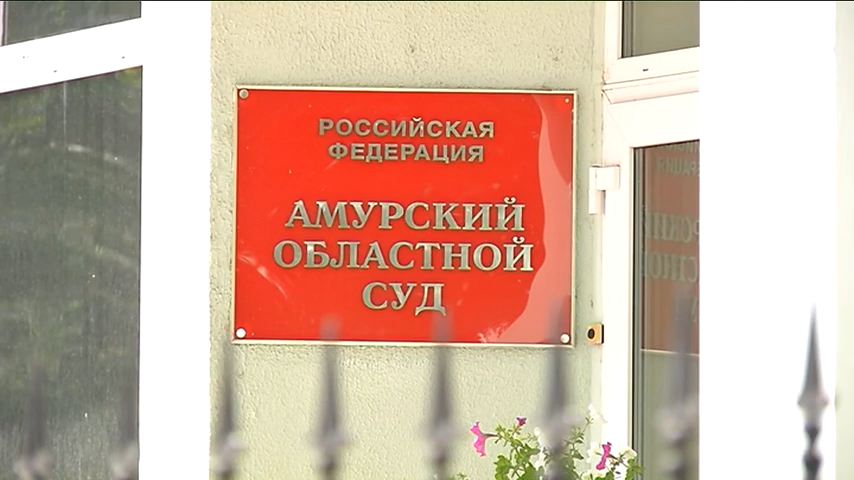 РОССИЙСКАЯ
ФЕДЕРАЦИЯ
АМУРСКИЙ
ОБЛАСТНОЙ
СУД